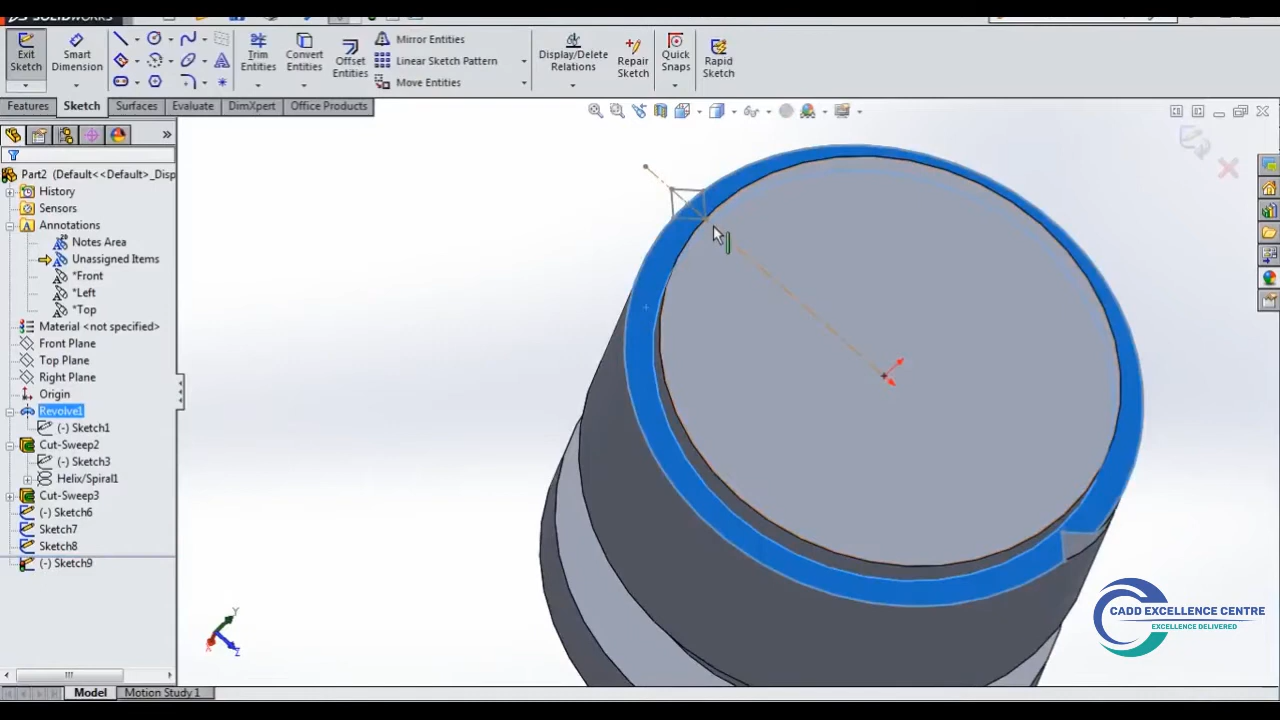 SOLIDWORKS
Exit Sketch
Smart Dimension
Trim Entities
Convert Entities
Offset Entities
Mirror Entities
Linear Sketch Pattern
Move Entities
Display/Delete Relations
Repair Sketch
Quick Snaps
Rapid Sketch
Features
Sketch
Surfaces
Evaluate
DimXpert
Office Products
Part2 (Default<<Default>_Disp
History
Sensors
Annotations
Notes Area
Unassigned Items
*Front
*Left
*Top
Material <not specified>
Front Plane
Top Plane
Right Plane
Origin
Revolve1
(-) Sketch1
Cut-Sweep2
(-) Sketch3
Helix/Spiral1
Cut-Sweep3
(-) Sketch6
Sketch7
Sketch8
(-) Sketch9
Y
X
Z
CADD EXCELLENCE CENTRE
EXCELLENCE DELIVERED
Model
Motion Study 1